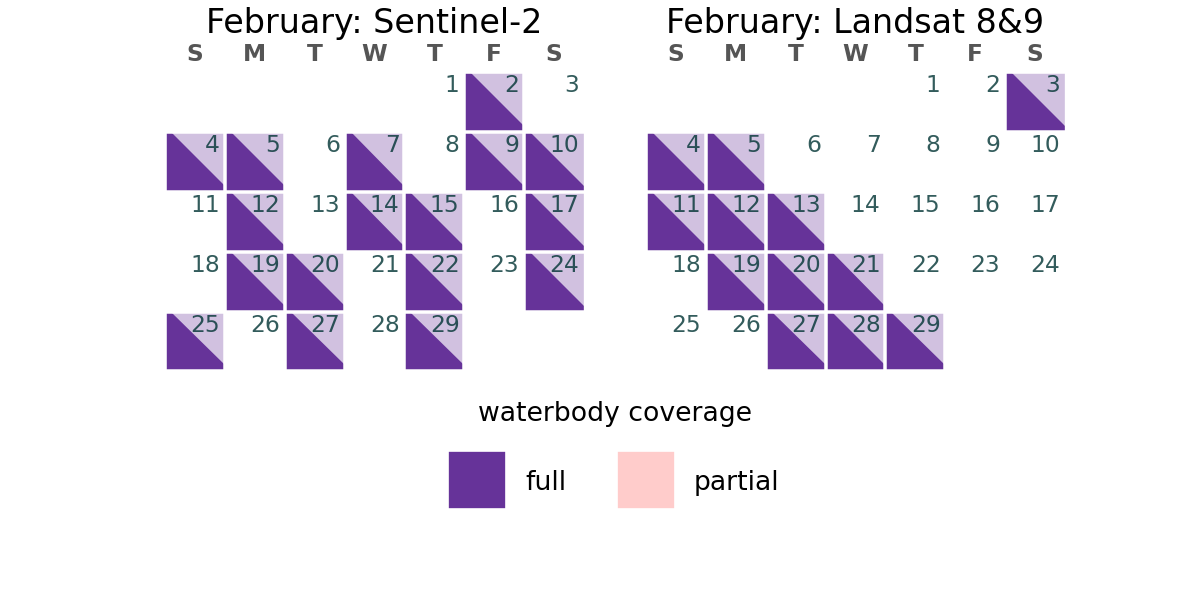 February: Sentinel-2
S M T W T F S
1 2 3
4 5 6 7 8 9 10
11 12 13 14 15 16 17
18 19 20 21 22 23 24
25 26 27 28 29
February: Landsat 8&9
S M T W T F S
1 2 3
4 5 6 7 8 9 10
11 12 13 14 15 16 17
18 19 20 21 22 23 24
25 26 27 28 29
waterbody coverage
full partial